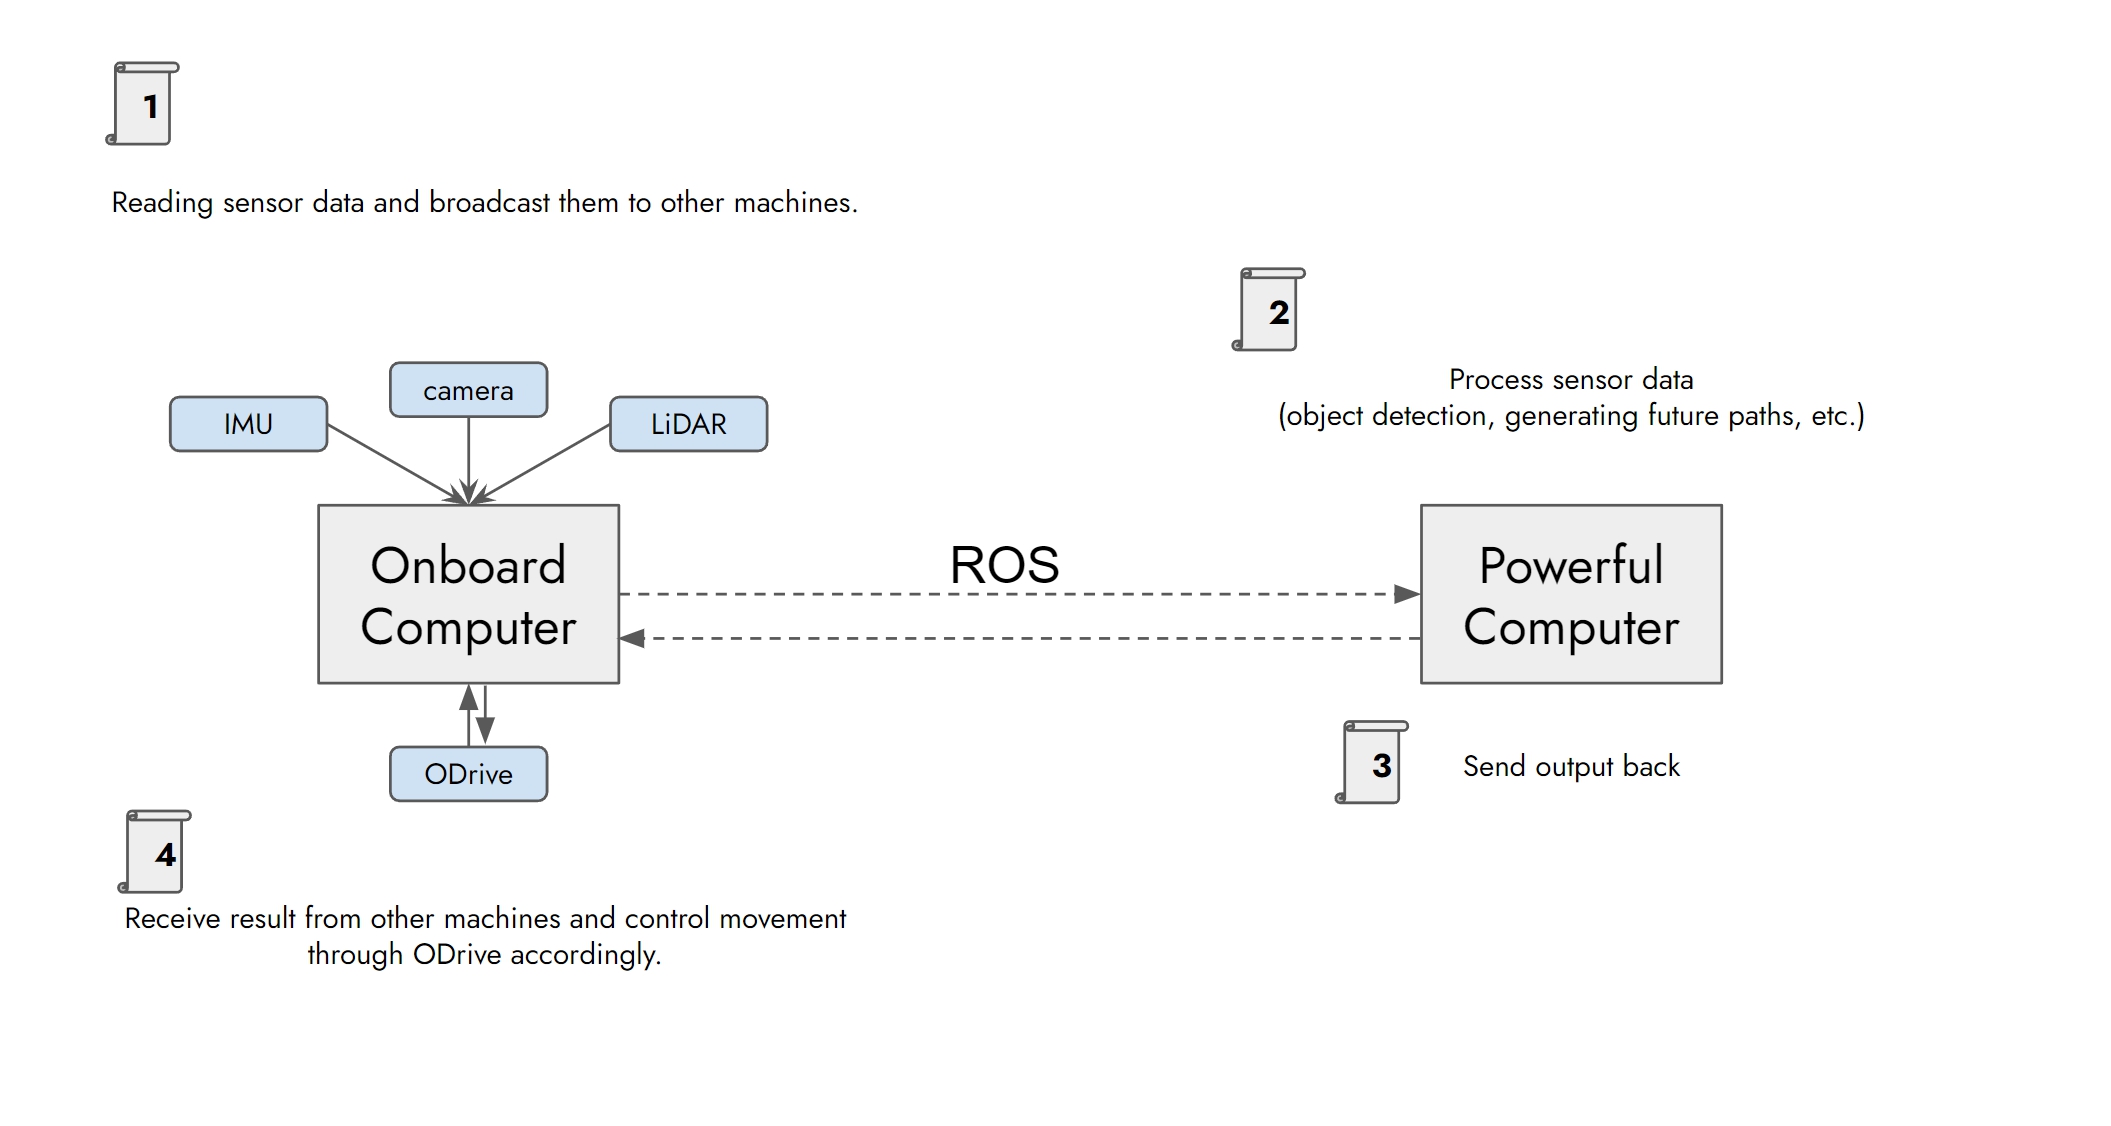 1
Reading sensor data and broadcast them to other machines.
2
Process sensor data
(object detection, generating future paths, etc.)
camera
IMU
LiDAR
Onboard
Computer
ROS
Powerful
Computer
ODrive
3
Send output back
4
Receive result from other machines and control movement
through ODrive accordingly.